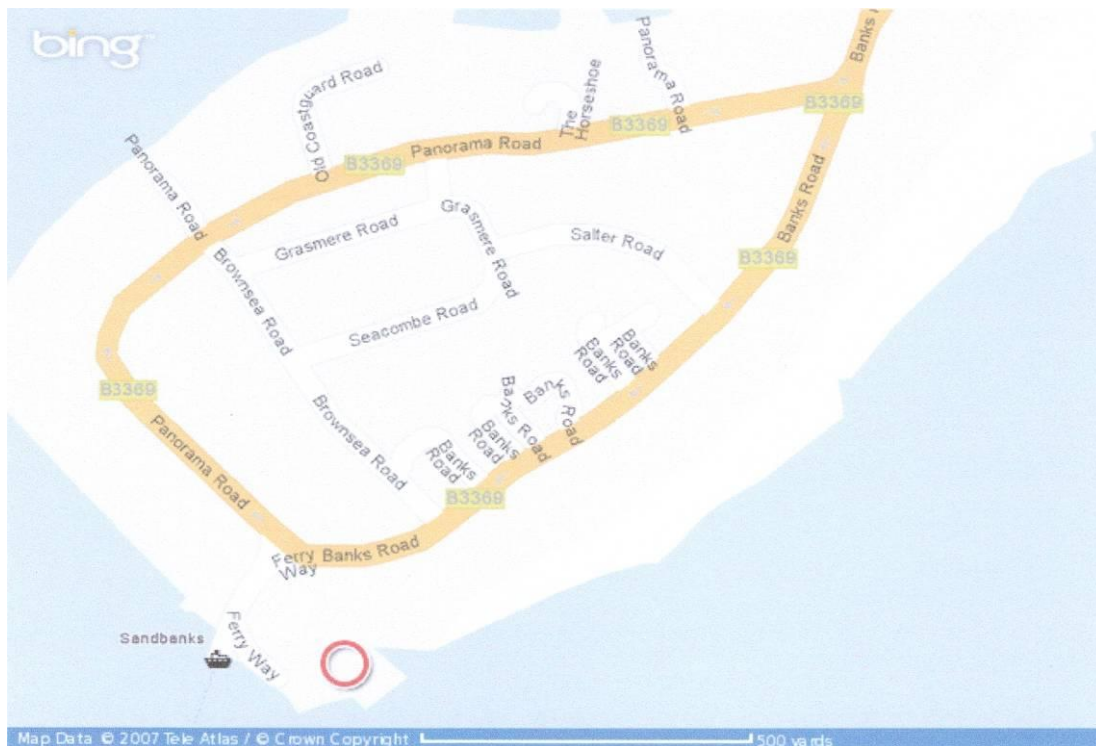 bing
Banks R
B3369
Panorama Road
The Horseshoe
B3369
Old Coastguard Road
Panorama Road
B3369
Panorama Road
Banks Road
Grasmere Road
Grasmere Road
Salter Road
Brownsea Road
B3369
Seacombe Road
Banks Road
Banks Road
B3369
Banks Road
Banks Road
Brownsea Road
Banks Road
Banks Road
Panorama Road
B3369
Ferry Way
Banks Road
Sandbanks
Ferry Way
Map Data © 2007 Tele Atlas / © Crown Copyright
500 yards